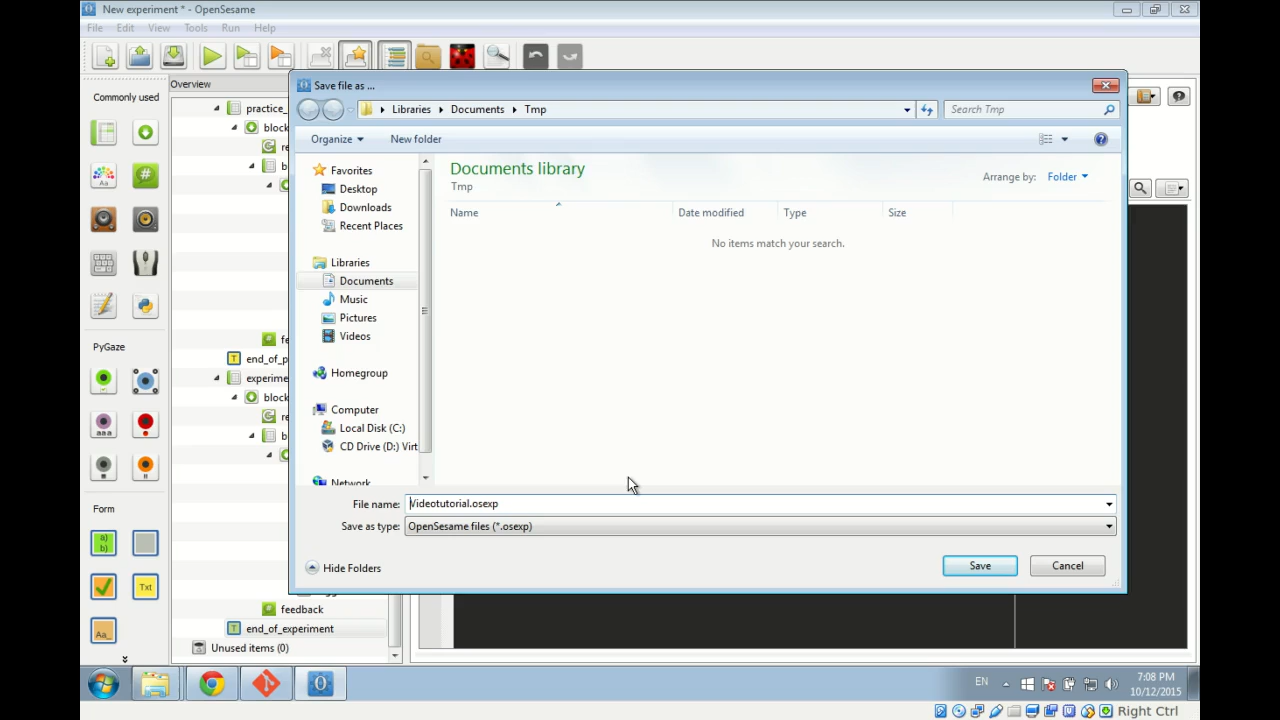 New experiment * - OpenSesame
File Edit View Tools Run Help
Commonly used
Overview
practice_
block
b
end_of_p
experime
block
b
feedback
end_of_experiment
Unused items (0)
PyGaze
Form
Save file as ...
Libraries Documents Tmp
Search Tmp
Organize New folder
Favorites
Desktop
Downloads
Recent Places
Libraries
Documents
Music
Pictures
Videos
Homegroup
Computer
Local Disk (C:)
CD Drive (D:) Virt
Network
Documents library
Tmp
Arrange by: Folder
Name Date modified Type Size
No items match your search.
File name: Videotutorial.osexp
Save as type: OpenSesame files (*.osexp)
Hide Folders
Save Cancel
EN
7:08 PM
10/12/2015
Right Ctrl